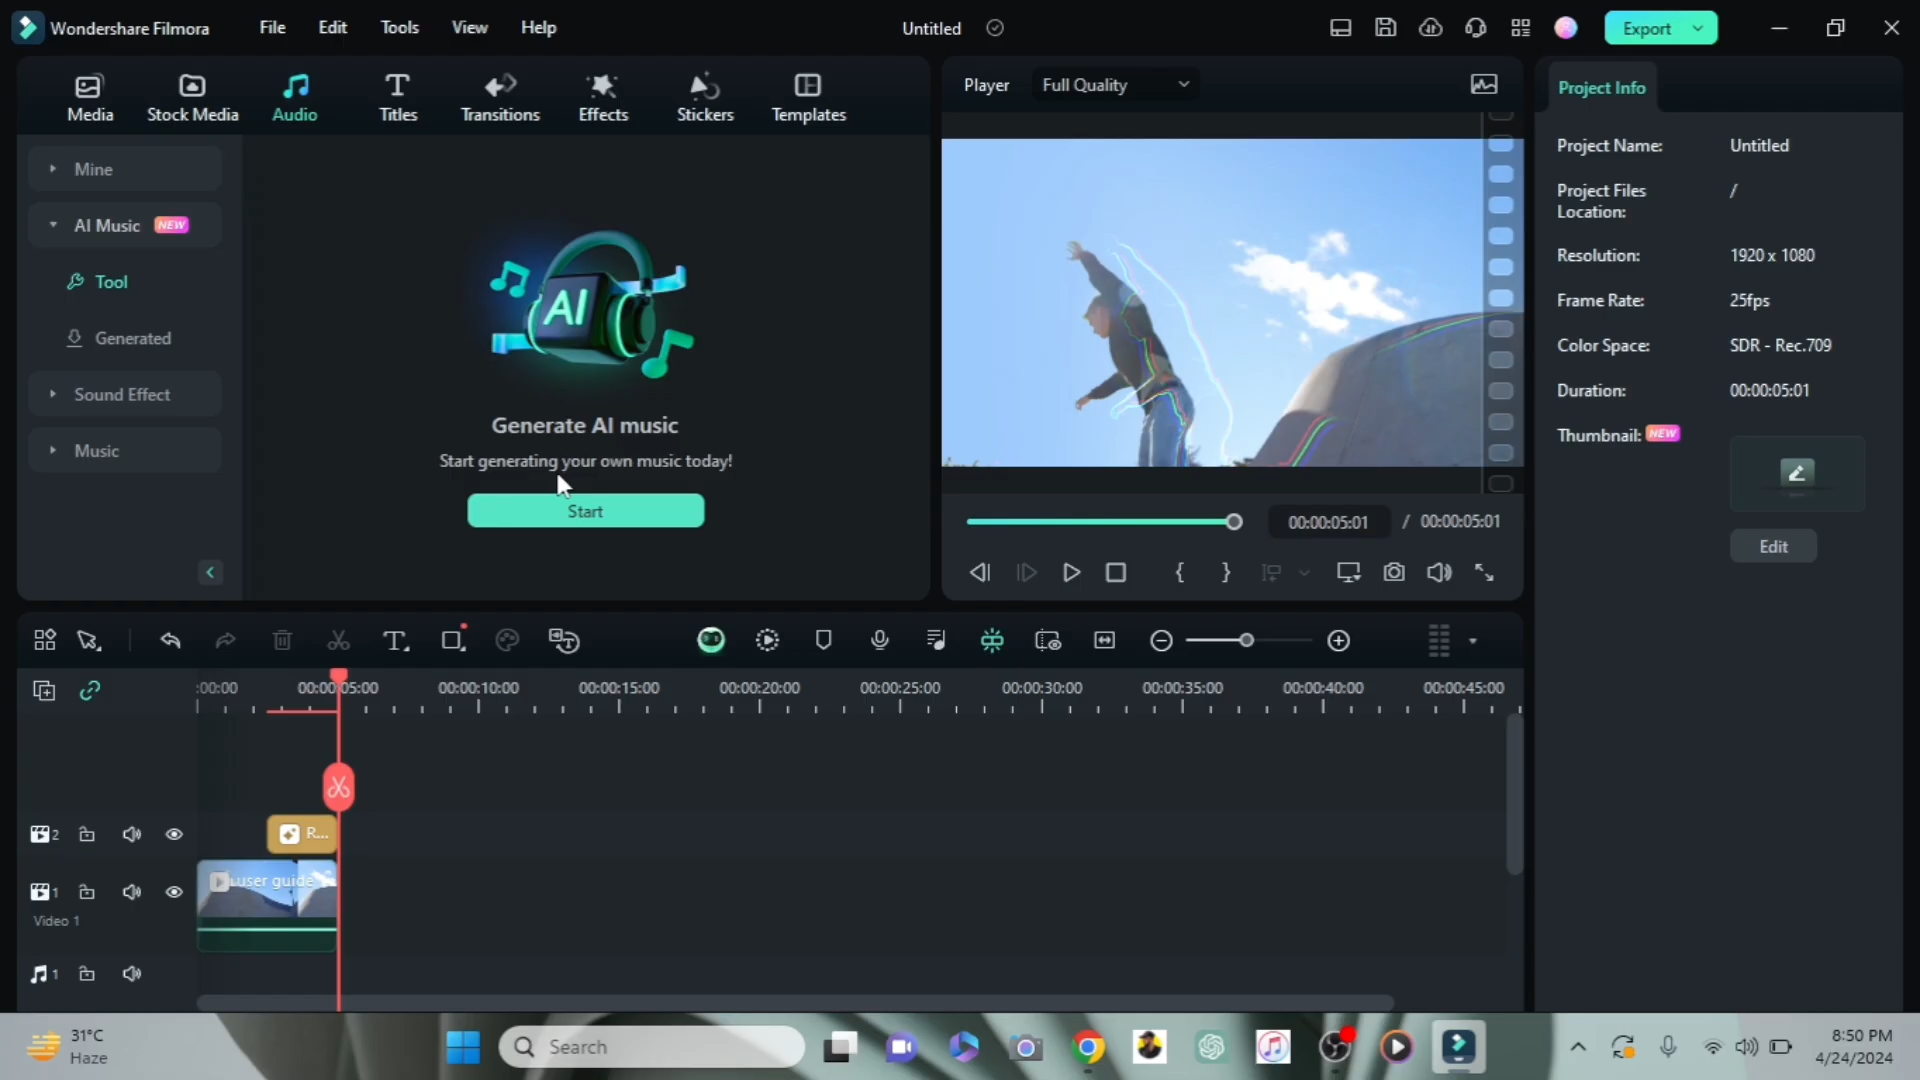 Wondershare Filmora
File Edit Tools View Help
Untitled
Export
Media
Stock Media
Audio
Titles
Transitions
Effects
Stickers
Templates
Mine
AI Music NEW
Tool
Generated
Sound Effect
Music
AI
Generate AI music
Start generating your own music today!
Start
Player Full Quality
00:00:05:01 / 00:00:05:01
{ }
Project Info
Project Name: Untitled
Project Files Location: /
Resolution: 1920 x 1080
Frame Rate: 25fps
Color Space: SDR - Rec.709
Duration: 00:00:05:01
Thumbnail: NEW
Edit
:00:00 00:00:05:00 00:00:10:00 00:00:15:00 00:00:20:00 00:00:25:00 00:00:30:00 00:00:35:00 00:00:40:00 00:00:45:00
2
R...
1
user guide
Video 1
1
31°C
Haze
Search
8:50 PM
4/24/2024